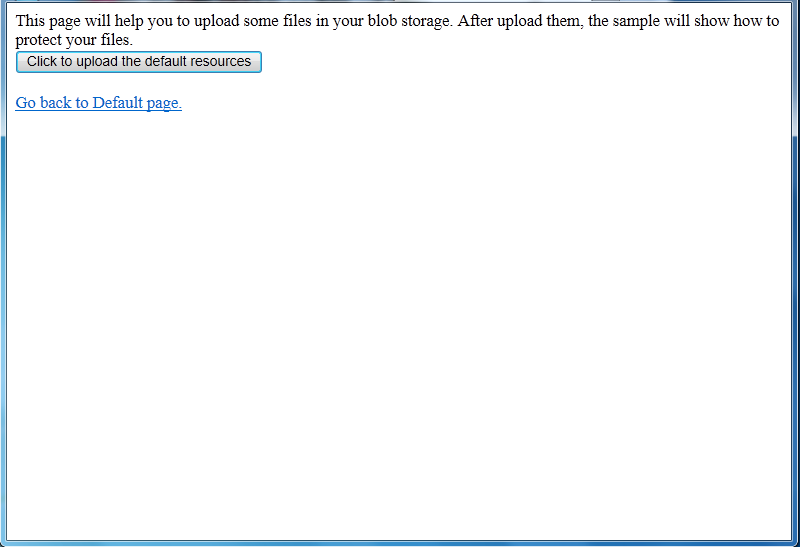 This page will help you to upload some files in your blob storage. After upload them, the sample will show how to
protect your files.
Click to upload the default resources
Go back to Default page.